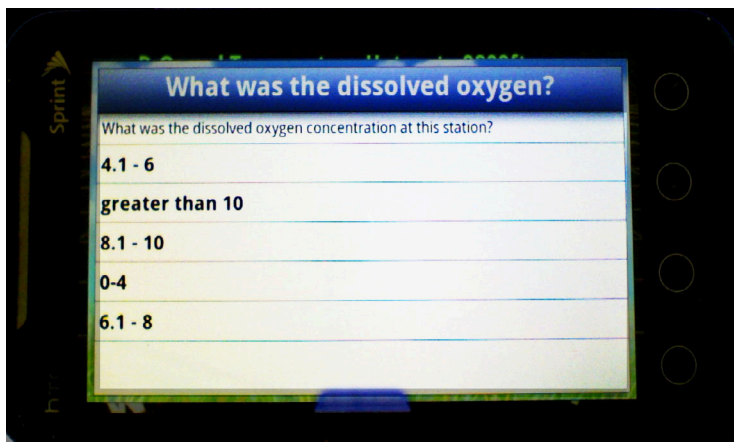 What was the dissolved oxygen?
What was the dissolved oxygen concentration at this station?
4.1 - 6
greater than 10
8.1 - 10
0-4
6.1 - 8
Sprint